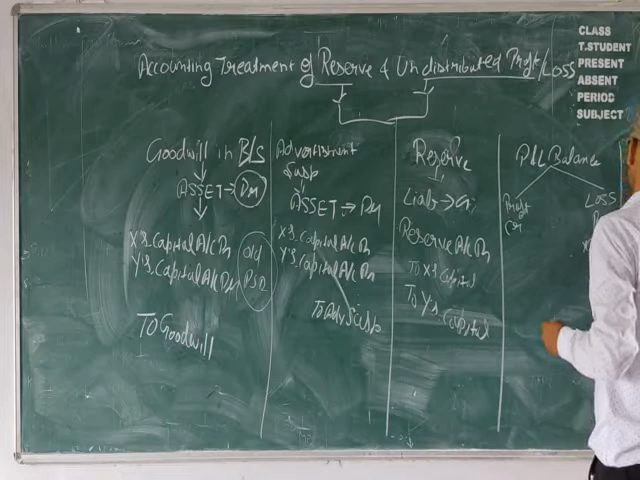 Accounting Treatment of Reserve & Undistributed Profit/Loss
CLASS
T.STUDENT
PRESENT
ABSENT
PERIOD
SUBJECT
Goodwill in B/S
ASSET → Dr
X's Capital A/c Dr
Y's Capital A/c Dr
Old
PSR
To Goodwill
Advertisment
Susp
ASSET → Dr
X's Capital A/c Dr
Y's Capital A/c Dr
To Adv Susp
Reserve
Liab → Cr
Reserve A/c Dr
To X's Capital
To Y's Capital
P&L Balance
Profit
Cr
LOSS